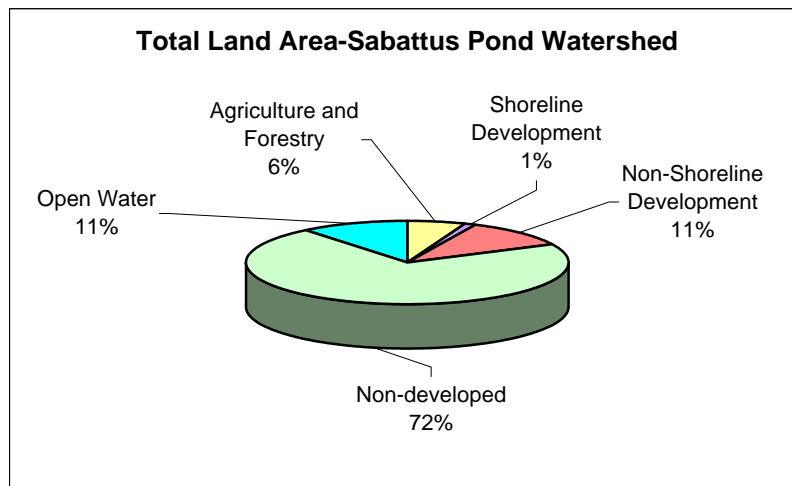 Total Land Area-Sabattus Pond Watershed
Agriculture and
Forestry
6%
Shoreline
Development
1%
Non-Shoreline
Development
11%
Open Water
11%
Non-developed
72%